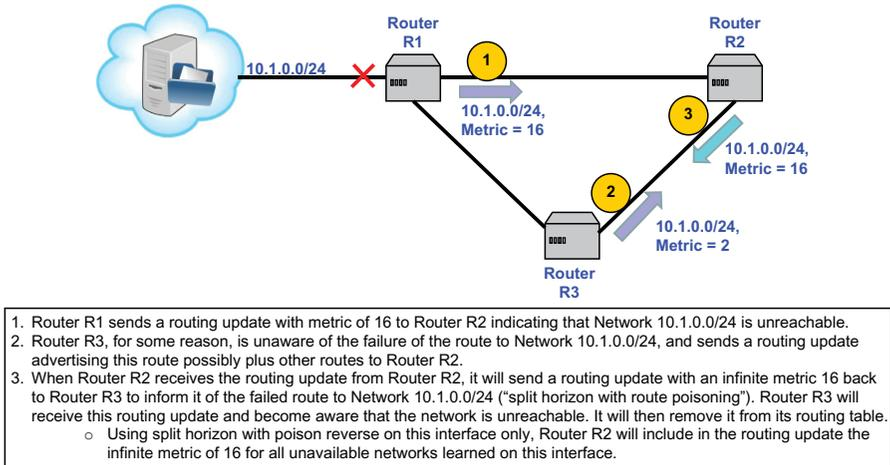 Router
R1
Router
R2
10.1.0.0/24
1
10.1.0.0/24,
Metric = 16
3
10.1.0.0/24,
Metric = 16
2
10.1.0.0/24,
Metric = 2
Router
R3
1. Router R1 sends a routing update with metric of 16 to Router R2 indicating that Network 10.1.0.0/24 is unreachable.
2. Router R3, for some reason, is unaware of the failure of the route to Network 10.1.0.0/24, and sends a routing update
advertising this route possibly plus other routes to Router R2.
3. When Router R2 receives the routing update from Router R2, it will send a routing update with an infinite metric 16 back
to Router R3 to inform it of the failed route to Network 10.1.0.0/24 (“split horizon with route poisoning”). Router R3 will
receive this routing update and become aware that the network is unreachable. It will then remove it from its routing table.
o Using split horizon with poison reverse on this interface only, Router R2 will include in the routing update the
infinite metric of 16 for all unavailable networks learned on this interface.